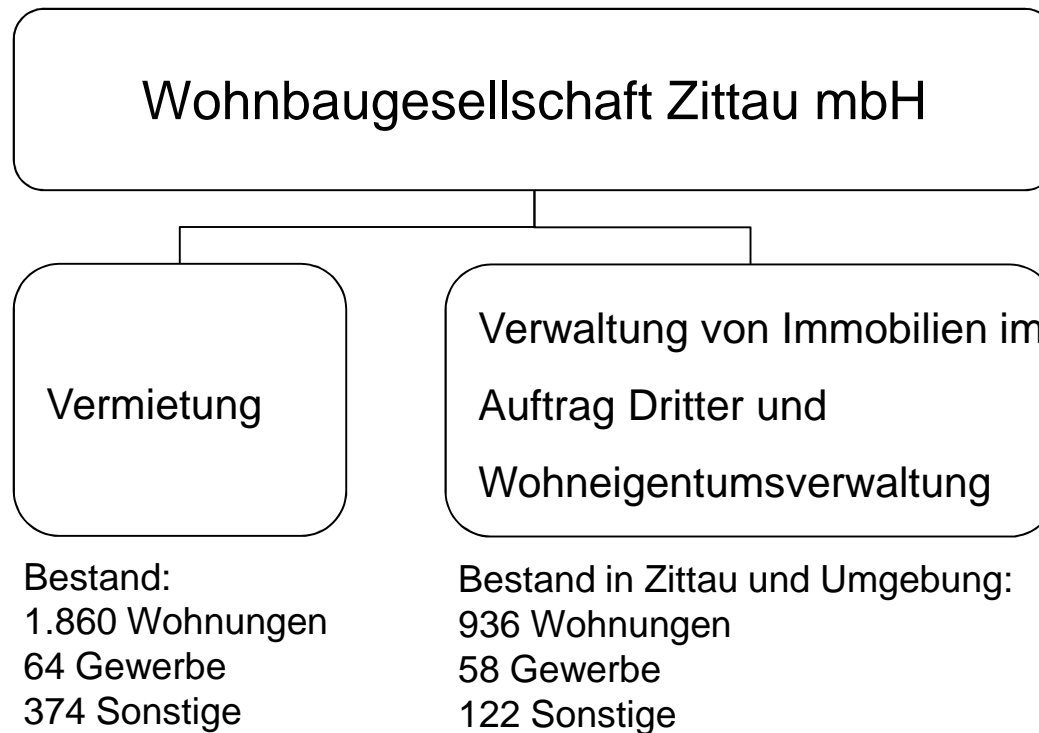 Wohnbaugesellschaft Zittau mbH
Vermietung
Verwaltung von Immobilien im
Auftrag Dritter und
Wohneigentumsverwaltung
Bestand:
1.860 Wohnungen
64 Gewerbe
374 Sonstige
Bestand in Zittau und Umgebung:
936 Wohnungen
58 Gewerbe
122 Sonstige